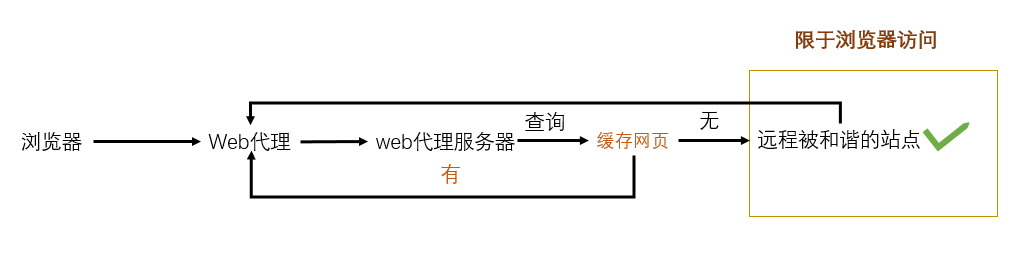 限于浏览器访问
浏览器
Web代理
web代理服务器
查询
缓存网页
无
远程被和谐的站点
有